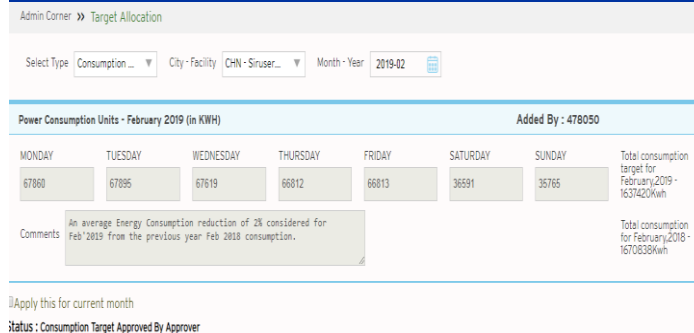 Admin Corner » Target Allocation
Select Type Consumption ... ▼ City - Facility CHN - Siruser... ▼ Month - Year 2019-02
Power Consumption Units - February 2019 (in KWH) Added By : 478050
MONDAY TUESDAY WEDNESDAY THURSDAY FRIDAY SATURDAY SUNDAY
67860 67895 67619 66812 66813 36591 35765
Total consumption
target for
February,2019 -
1637420Kwh
Comments
An average Energy Consumption reduction of 2% considered for
Feb'2019 from the previous year Feb 2018 consumption.
Total consumption
for February,2018 -
1670838Kwh
Apply this for current month
Status : Consumption Target Approved By Approver